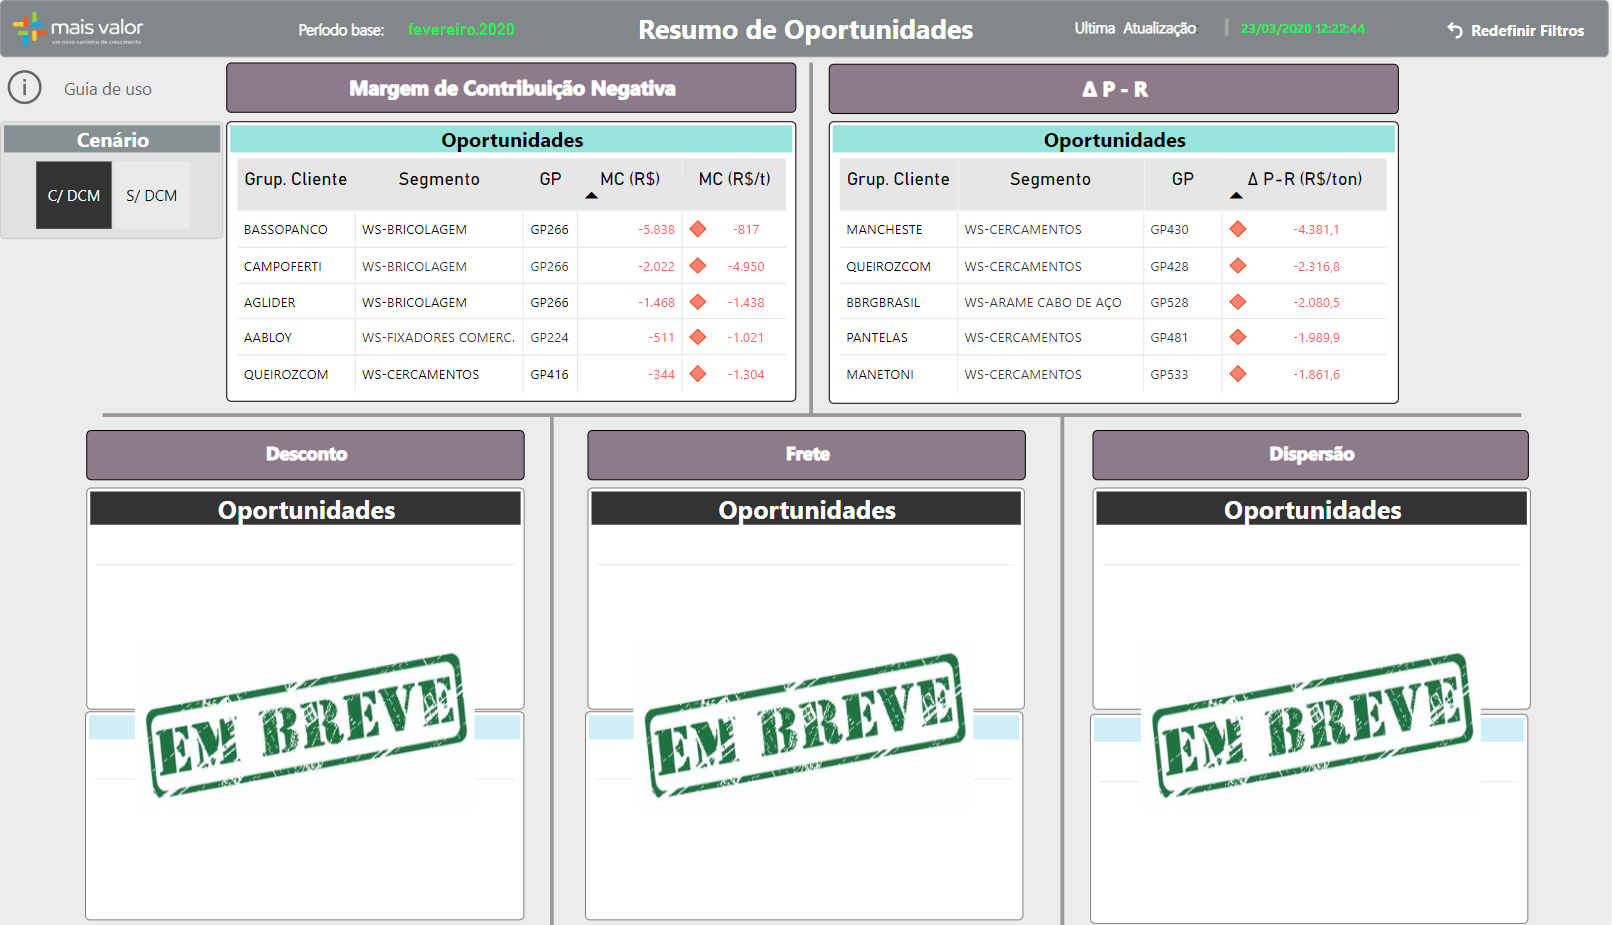 mais valor
um novo caminho de crescimento
Período base: fevereiro.2020
Resumo de Oportunidades
Ultima Atualização: 23/03/2020 12:22:44
Redefinir Filtros
Guia de uso
Cenário
C/ DCM S/ DCM
Margem de Contribuição Negativa
Oportunidades
Grup. Cliente Segmento GP MC (R$) MC (R$/t)
BASSOPANCO WS-BRICOLAGEM GP266 -5.838 -817
CAMPOFERTI WS-BRICOLAGEM GP266 -2.022 -4.950
AGLIDER WS-BRICOLAGEM GP266 -1.468 -1.438
AABLOY WS-FIXADORES COMERC. GP224 -511 -1.021
QUEIROZCOM WS-CERCAMENTOS GP416 -344 -1.304
Δ P - R
Oportunidades
Grup. Cliente Segmento GP Δ P-R (R$/ton)
MANCHESTE WS-CERCAMENTOS GP430 -4.381,1
QUEIROZCOM WS-CERCAMENTOS GP428 -2.316,8
BBRGBRASIL WS-ARAME CABO DE AÇO GP528 -2.080,5
PANTELAS WS-CERCAMENTOS GP481 -1.989,9
MANETONI WS-CERCAMENTOS GP533 -1.861,6
Desconto
Oportunidades
EM BREVE
Frete
Oportunidades
EM BREVE
Dispersão
Oportunidades
EM BREVE